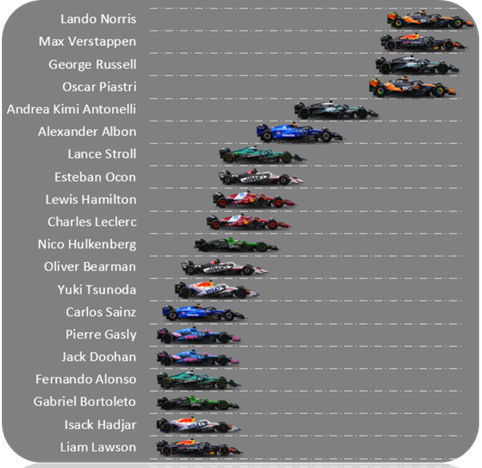 Lando Norris
Max Verstappen
George Russell
Oscar Piastri
Andrea Kimi Antonelli
Alexander Albon
Lance Stroll
Esteban Ocon
Lewis Hamilton
Charles Leclerc
Nico Hulkenberg
Oliver Bearman
Yuki Tsunoda
Carlos Sainz
Pierre Gasly
Jack Doohan
Fernando Alonso
Gabriel Bortoleto
Isack Hadjar
Liam Lawson